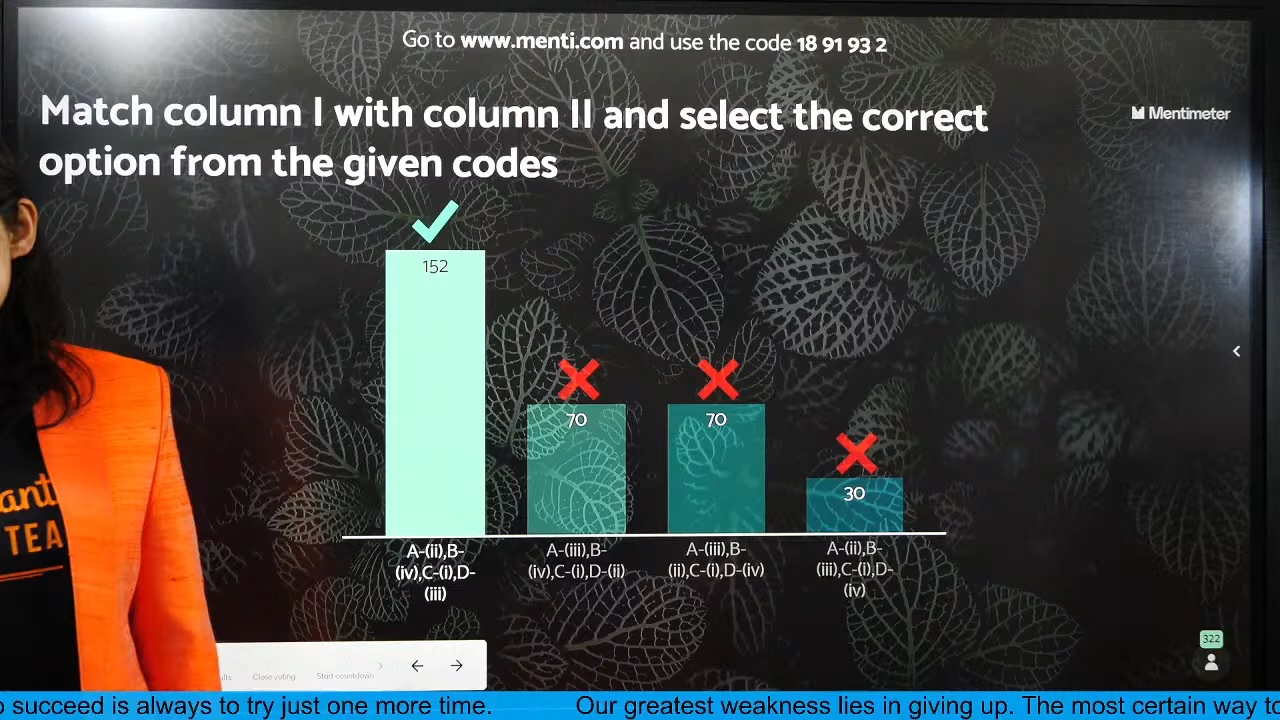 Go to www.menti.com and use the code 18 91 93 2
Match column I with column II and select the correct
option from the given codes
Mentimeter
152
70
70
30
A-(ii),B-
(iv),C-(i),D-
(iii)
A-(iii),B-
(iv),C-(i),D-(ii)
A-(iii),B-
(ii),C-(i),D-(iv)
A-(ii),B-
(iii),C-(i),D-
(iv)
ant
TEA
322
Close voting
Start countdown
succeed is always to try just one more time.
Our greatest weakness lies in giving up. The most certain way to